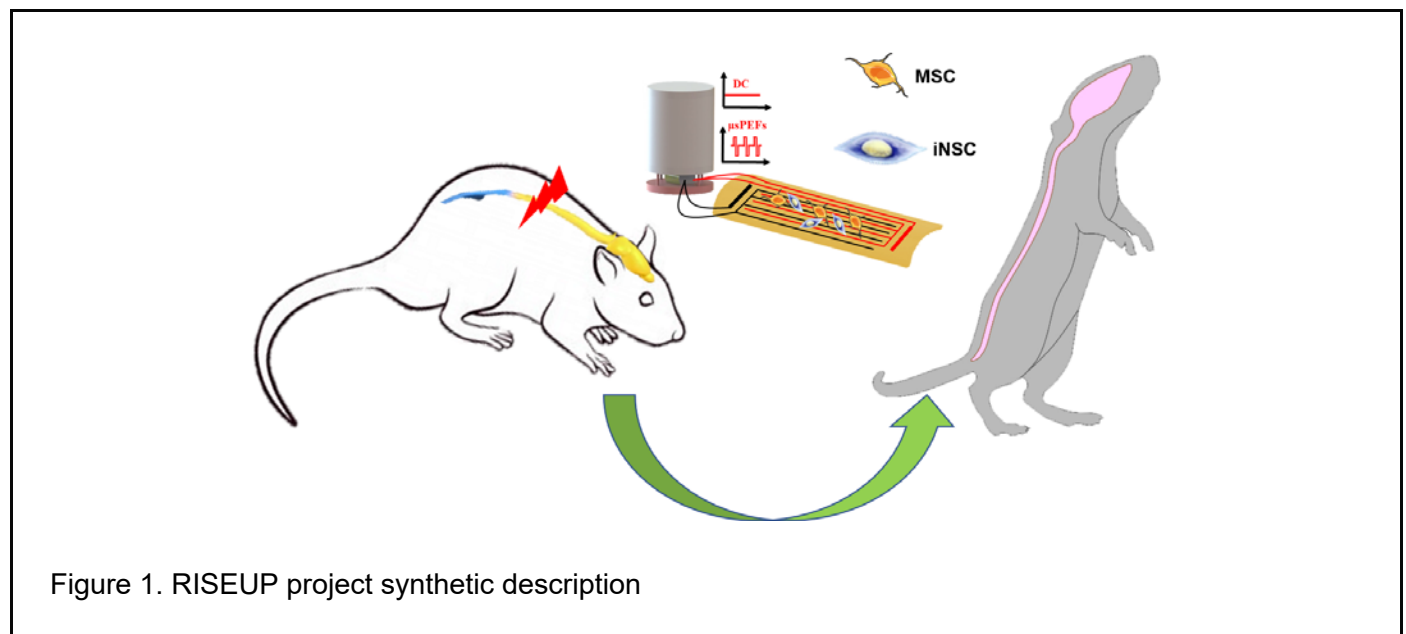 DC
µsPEFs
MSC
iNSC
Figure 1. RISEUP project synthetic description